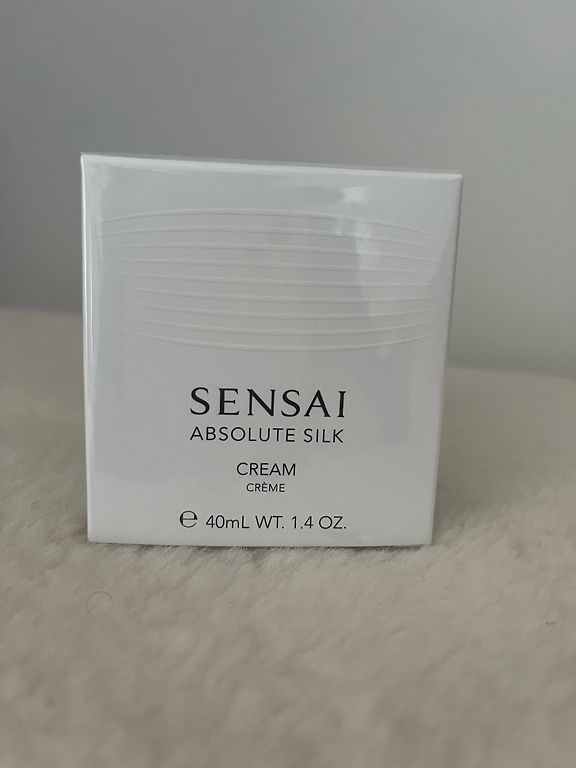 SENSAI
ABSOLUTE SILK
CREAM
CRÈME
℮ 40mL WT. 1.4 OZ.